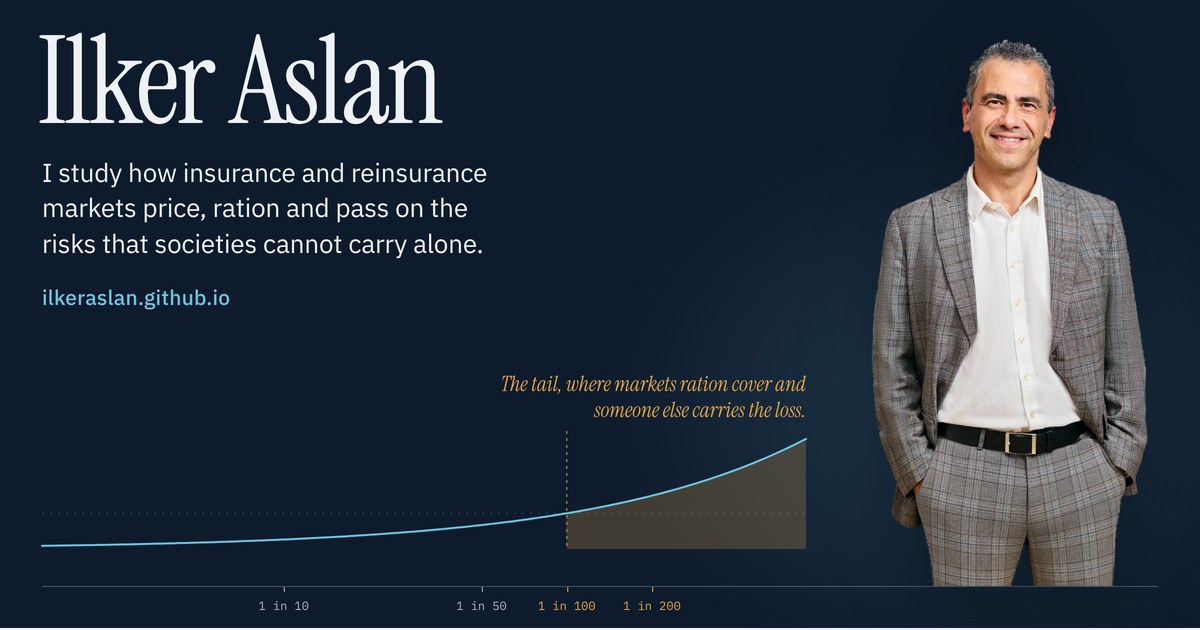 Ilker Aslan
I study how insurance and reinsurance
markets price, ration and pass on the
risks that societies cannot carry alone.
ilkeraslan.github.io
The tail, where markets ration cover and
someone else carries the loss.
1 in 10
1 in 50
1 in 100
1 in 200